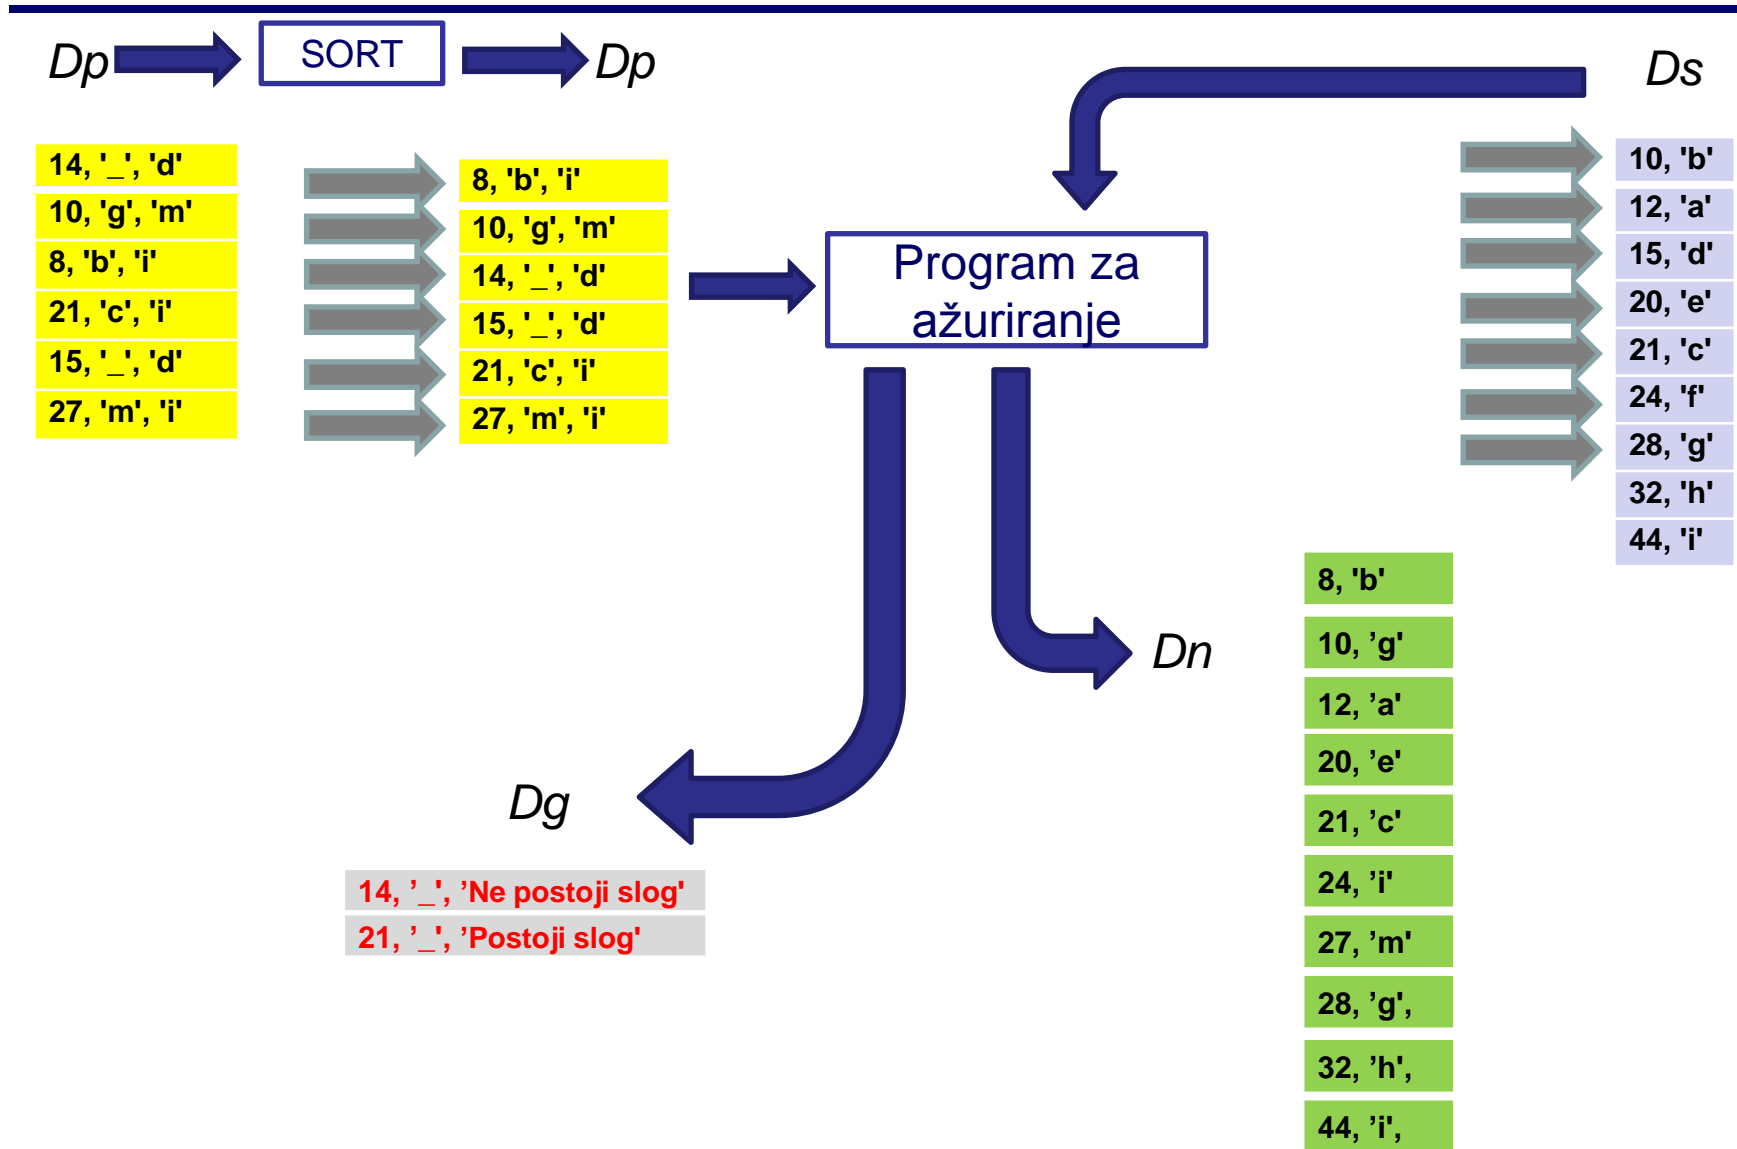 Dp
SORT
Dp
Ds
14, '_', 'd'
10, 'g', 'm'
8, 'b', 'i'
21, 'c', 'i'
15, '_', 'd'
27, 'm', 'i'
8, 'b', 'i'
10, 'g', 'm'
14, '_', 'd'
15, '_', 'd'
21, 'c', 'i'
27, 'm', 'i'
Program za
ažuriranje
10, 'b'
12, 'a'
15, 'd'
20, 'e'
21, 'c'
24, 'f'
28, 'g'
32, 'h'
44, 'i'
Dn
8, 'b'
10, ’g'
12, ’a'
20, ’e'
21, ’c'
24, ’i'
27, ’m'
28, ’g',
32, ’h',
44, ’i',
Dg
14, ’_', ’Ne postoji slog'
21, ’_', ’Postoji slog'